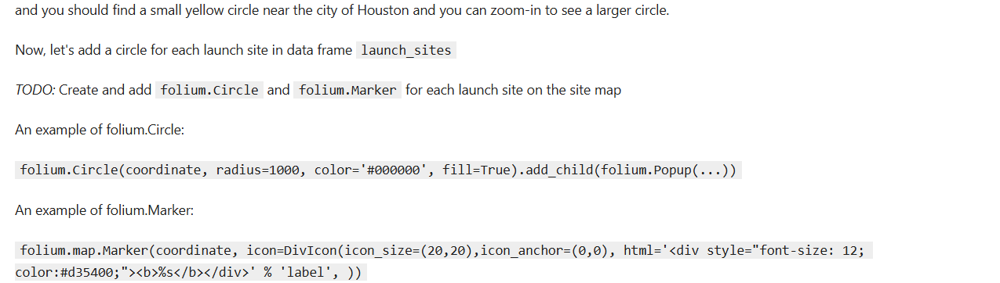 and you should find a small yellow circle near the city of Houston and you can zoom-in to see a larger circle.
Now, let's add a circle for each launch site in data frame launch_sites
TODO: Create and add folium.Circle and folium.Marker for each launch site on the site map
An example of folium.Circle:
folium.Circle(coordinate, radius=1000, color='#000000', fill=True).add_child(folium.Popup(...))
An example of folium.Marker:
folium.map.Marker(coordinate, icon=DivIcon(icon_size=(20,20),icon_anchor=(0,0), html='<div style="font-size: 12;
color:#d35400;"><b>%s</b></div>' % 'label', ))